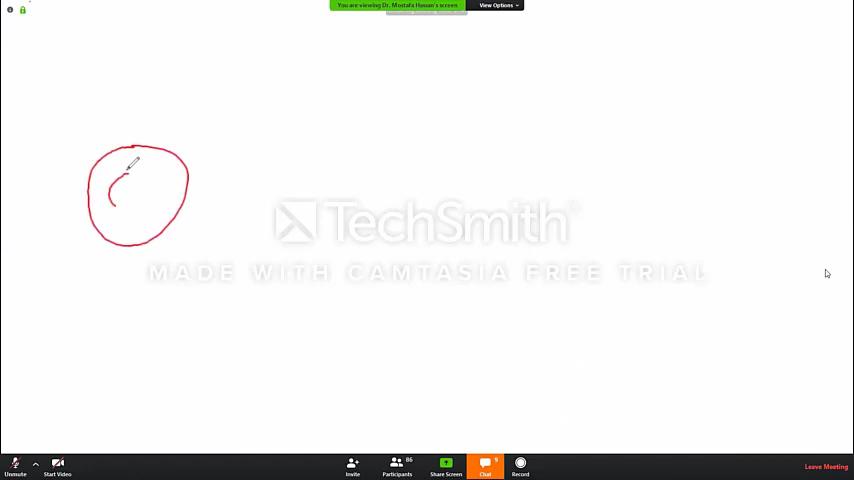 You are viewing Dr. Mostafa Hunan's screen View Options
TechSmith®
MADE WITH CAMTASIA FREE TRIAL
Unmute Start Video Invite Participants 86 Share Screen Chat 9 Record Leave Meeting